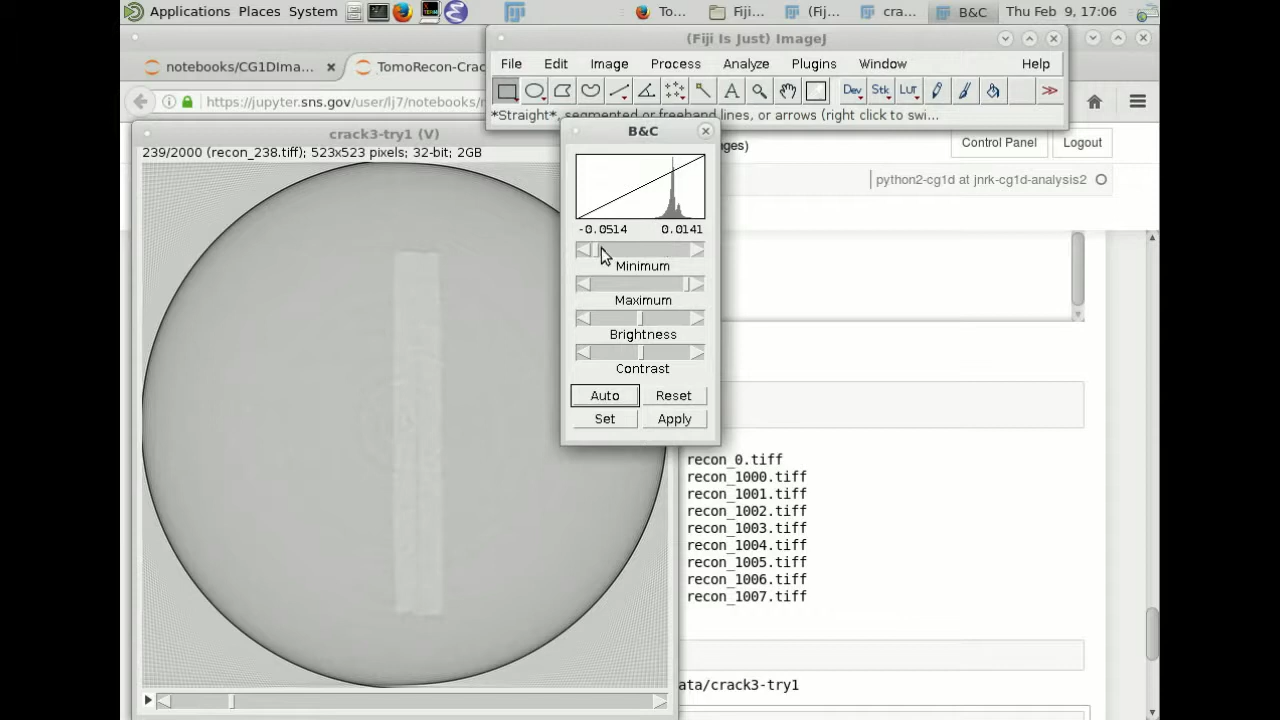 Applications Places System To... Fiji... (Fij... cra... B&C Thu Feb 9, 17:06
(Fiji Is Just) ImageJ
notebooks/CG1DIma... TomoRecon-Crac
File Edit Image Process Analyze Plugins Window Help
Dev Stk LUT
https://jupyter.sns.gov/user/lj7/notebooks/
*Straight*, segmented or freehand lines, or arrows (right click to swi...
crack3-try1 (V)
B&C
ges) Control Panel Logout
239/2000 (recon_238.tiff); 523x523 pixels; 32-bit; 2GB
python2-cg1d at jnrk-cg1d-analysis2
-0.0514 0.0141
Minimum
Maximum
Brightness
Contrast
Auto Reset
Set Apply
recon_0.tiff
recon_1000.tiff
recon_1001.tiff
recon_1002.tiff
recon_1003.tiff
recon_1004.tiff
recon_1005.tiff
recon_1006.tiff
recon_1007.tiff
ata/crack3-try1